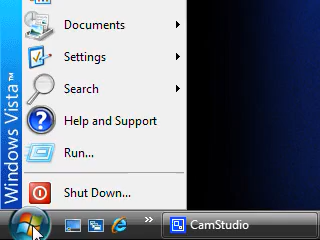 Documents
Settings
Search
Help and Support
Run...
Shut Down...
Windows Vista™
»
CamStudio